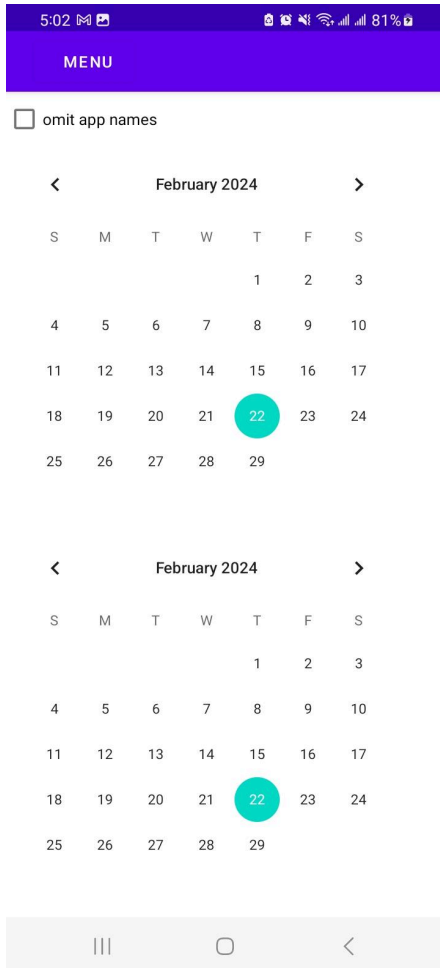 5:02 81%
MENU
omit app names
February 2024
S M T W T F S
1 2 3
4 5 6 7 8 9 10
11 12 13 14 15 16 17
18 19 20 21 22 23 24
25 26 27 28 29
February 2024
S M T W T F S
1 2 3
4 5 6 7 8 9 10
11 12 13 14 15 16 17
18 19 20 21 22 23 24
25 26 27 28 29